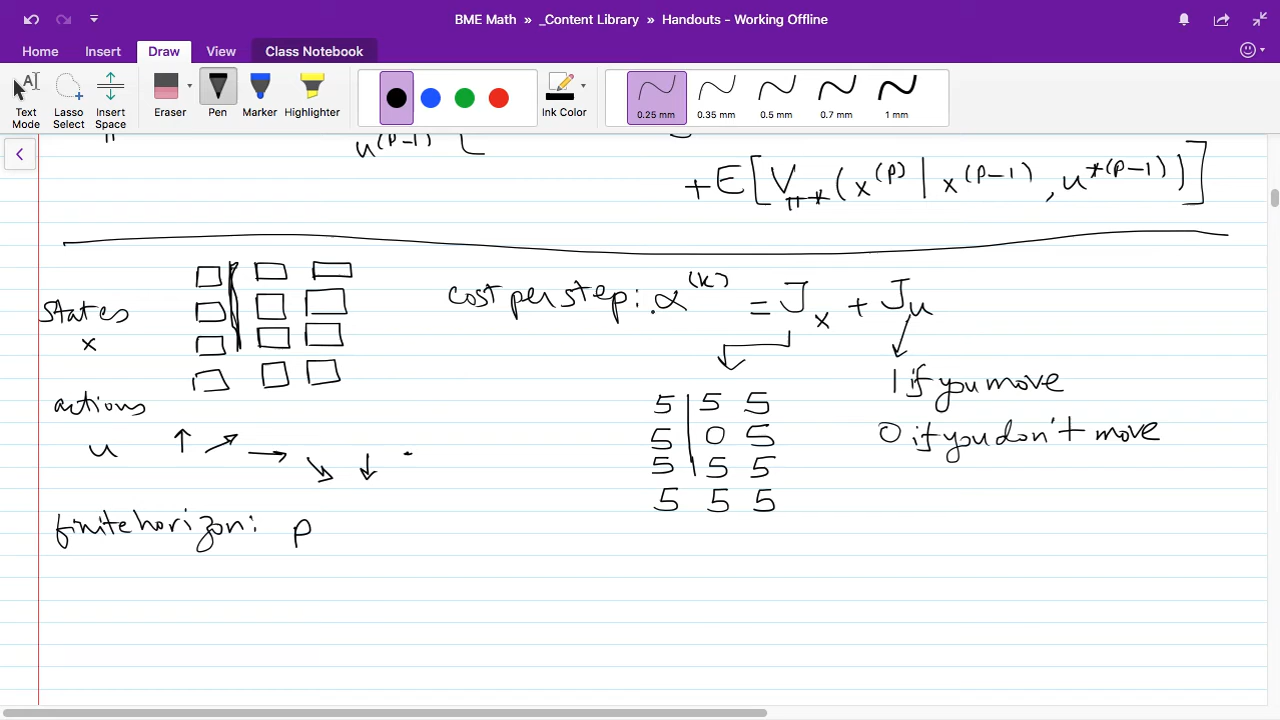 BME Math » _Content Library » Handouts – Working Offline
Home Insert Draw View Class Notebook
Text Mode
Lasso Select
Insert Space
Eraser
Pen
Marker
Highlighter
Ink Color
0.25 mm
0.35 mm
0.5 mm
0.7 mm
1 mm
u^(p-1) [
+ E[V_π* (x^(p) | x^(p-1), u^*(p-1))]
States
x
actions
u ↑ ↗ → ↘ ↓ ·
finite horizon: p
cost per step: α^(k) = J_x + J_u
1 if you move
0 if you don't move
5 | 5 5
5 | 0 5
5 | 5 5
5 5 5